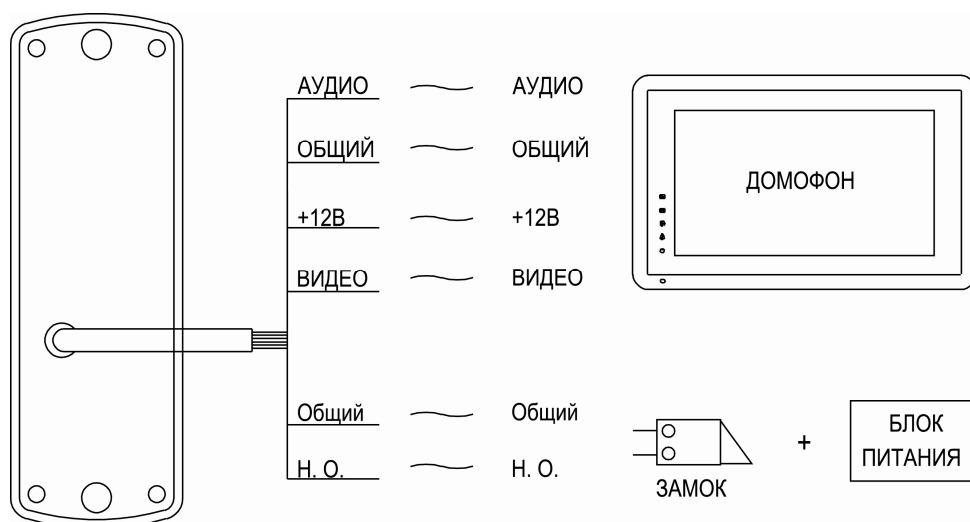 АУДИО АУДИО
ОБЩИЙ ОБЩИЙ
ДОМОФОН
+12В +12В
ВИДЕО ВИДЕО
Общий Общий
Н. О. Н. О.
ЗАМОК
+
БЛОК
ПИТАНИЯ